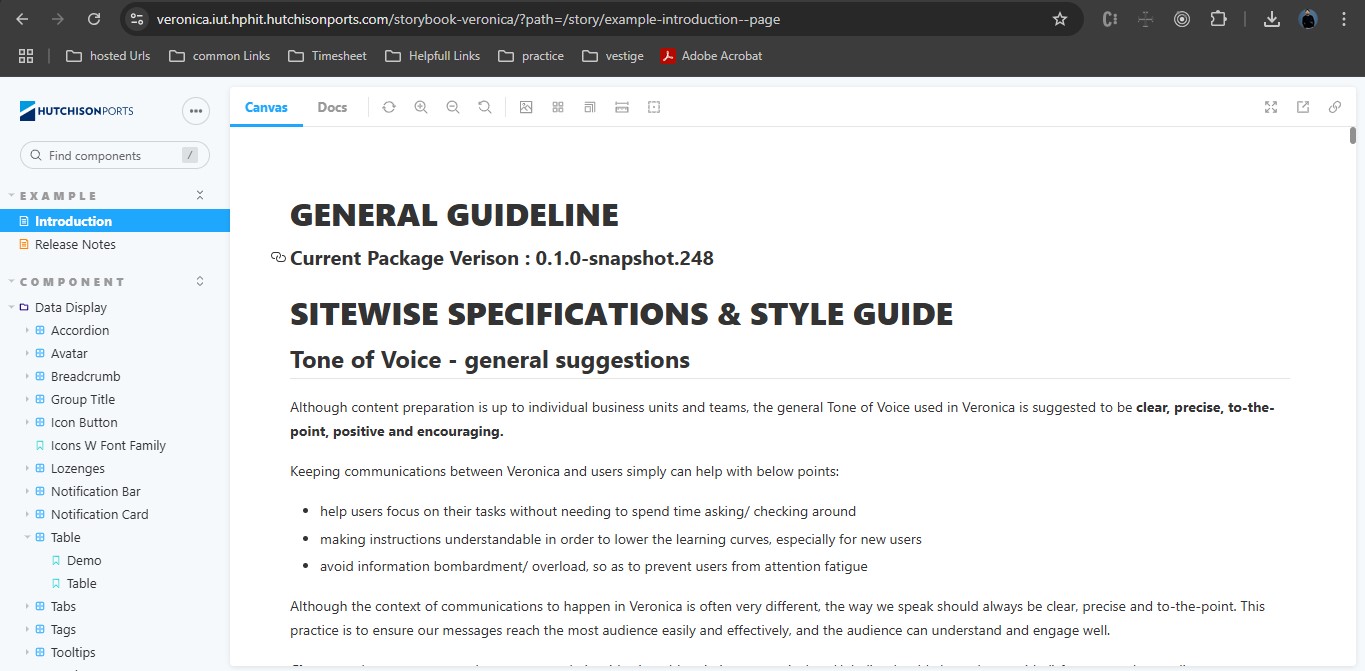 veronica.iut.hphit.hutchisonports.com/storybook-veronica/?path=/story/example-introduction--page
hosted Urls
common Links
Timesheet
Helpfull Links
practice
vestige
Adobe Acrobat
HUTCHISONPORTS
Find components
/
EXAMPLE
Introduction
Release Notes
COMPONENT
Data Display
Accordion
Avatar
Breadcrumb
Group Title
Icon Button
Icons W Font Family
Lozenges
Notification Bar
Notification Card
Table
Demo
Table
Tabs
Tags
Tooltips
Canvas
Docs
GENERAL GUIDELINE
Current Package Verison : 0.1.0-snapshot.248
SITEWISE SPECIFICATIONS & STYLE GUIDE
Tone of Voice - general suggestions
Although content preparation is up to individual business units and teams, the general Tone of Voice used in Veronica is suggested to be clear, precise, to-the-
point, positive and encouraging.
Keeping communications between Veronica and users simply can help with below points:
• help users focus on their tasks without needing to spend time asking/ checking around
• making instructions understandable in order to lower the learning curves, especially for new users
• avoid information bombardment/ overload, so as to prevent users from attention fatigue
Although the context of communications to happen in Veronica is often very different, the way we speak should always be clear, precise and to-the-point. This
practice is to ensure our messages reach the most audience easily and effectively, and the audience can understand and engage well.